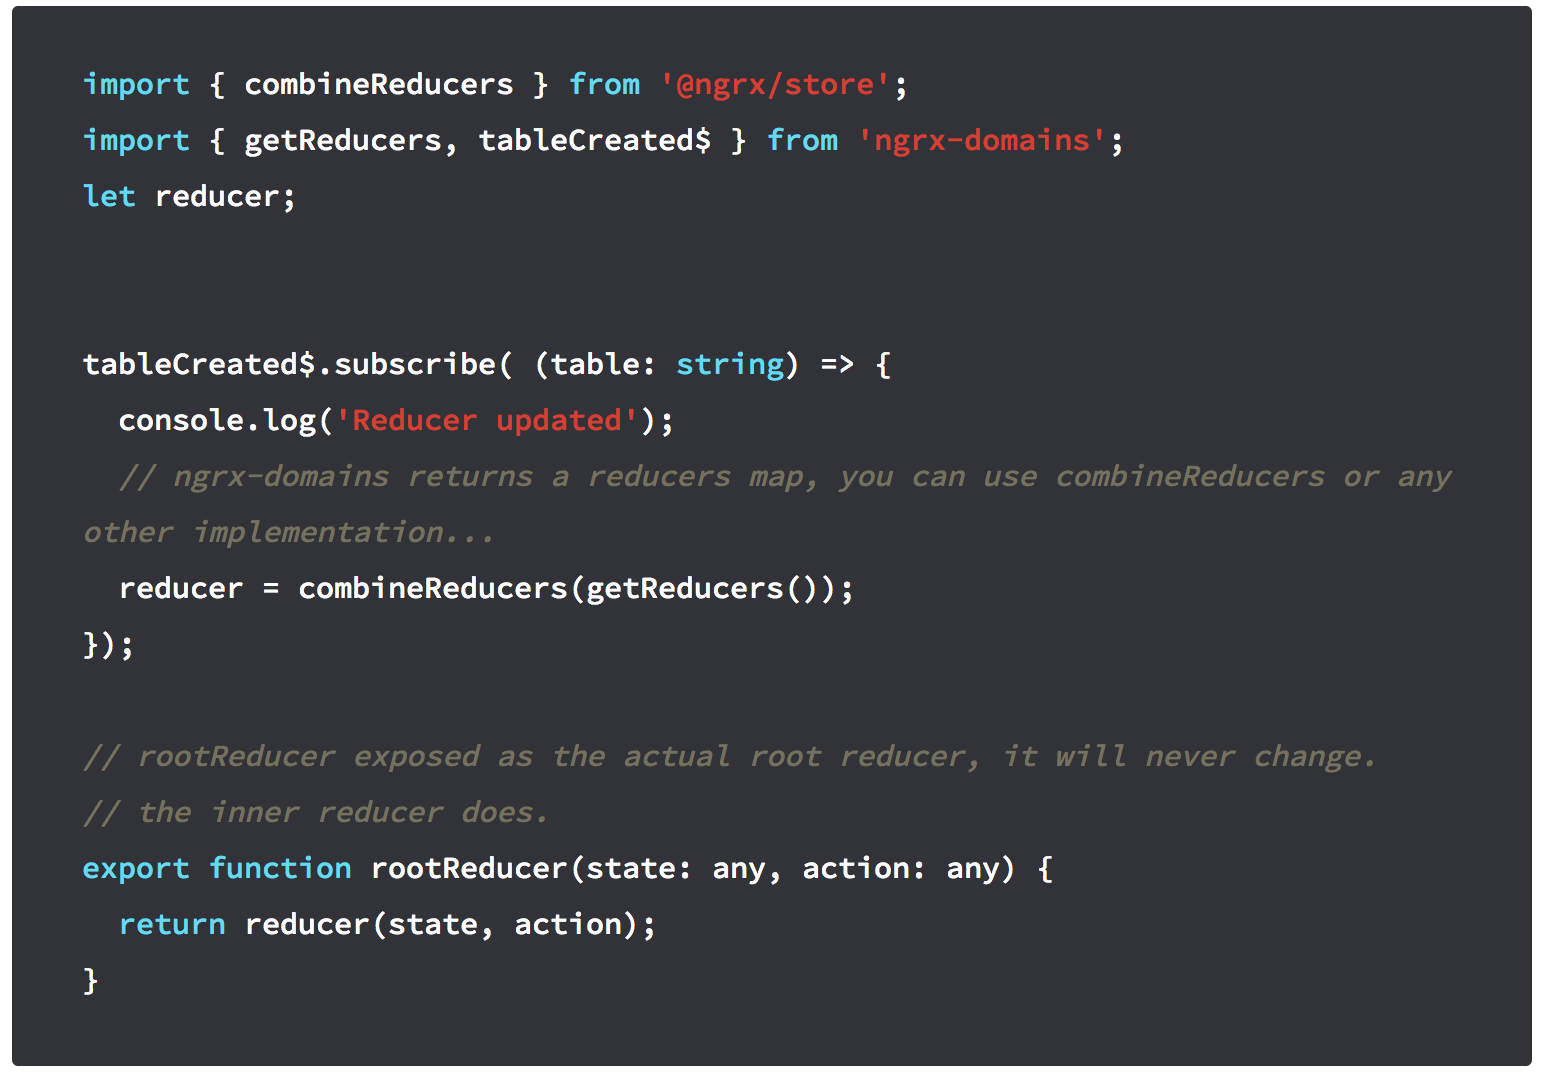 import { combineReducers } from '@ngrx/store';
import { getReducers, tableCreated$ } from 'ngrx-domains';
let reducer;
tableCreated$.subscribe( (table: string) => {
  console.log('Reducer updated');
  // ngrx-domains returns a reducers map, you can use combineReducers or any
other implementation...
  reducer = combineReducers(getReducers());
});
// rootReducer exposed as the actual root reducer, it will never change.
// the inner reducer does.
export function rootReducer(state: any, action: any) {
  return reducer(state, action);
}